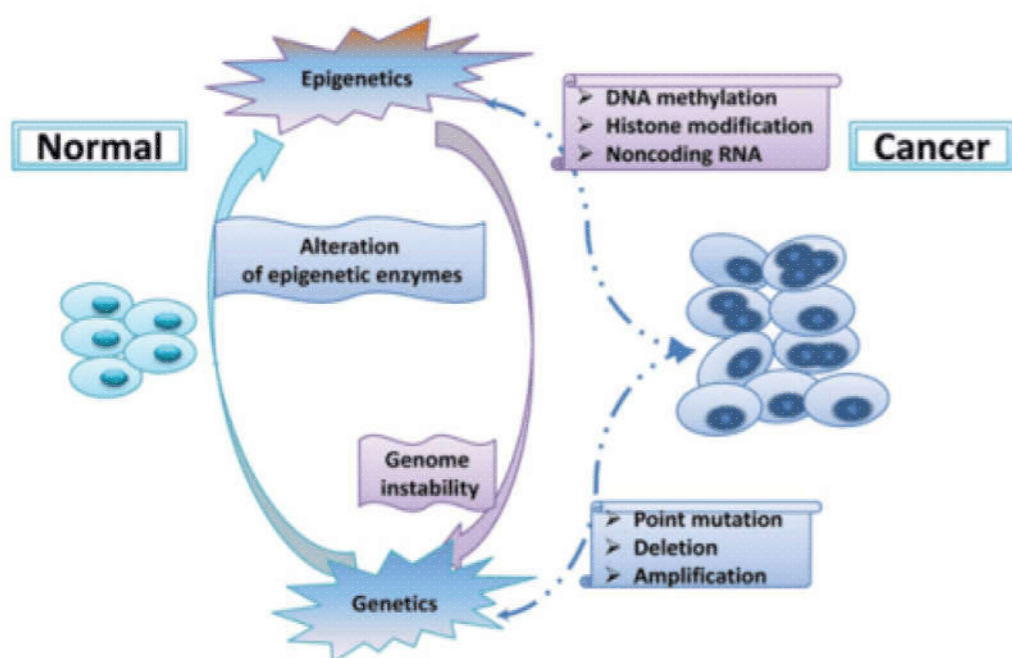 Epigenetics
DNA methylation
Histone modification
Noncoding RNA
Normal
Cancer
Alteration
of epigenetic enzymes
Genome
instability
Point mutation
Deletion
Amplification
Genetics